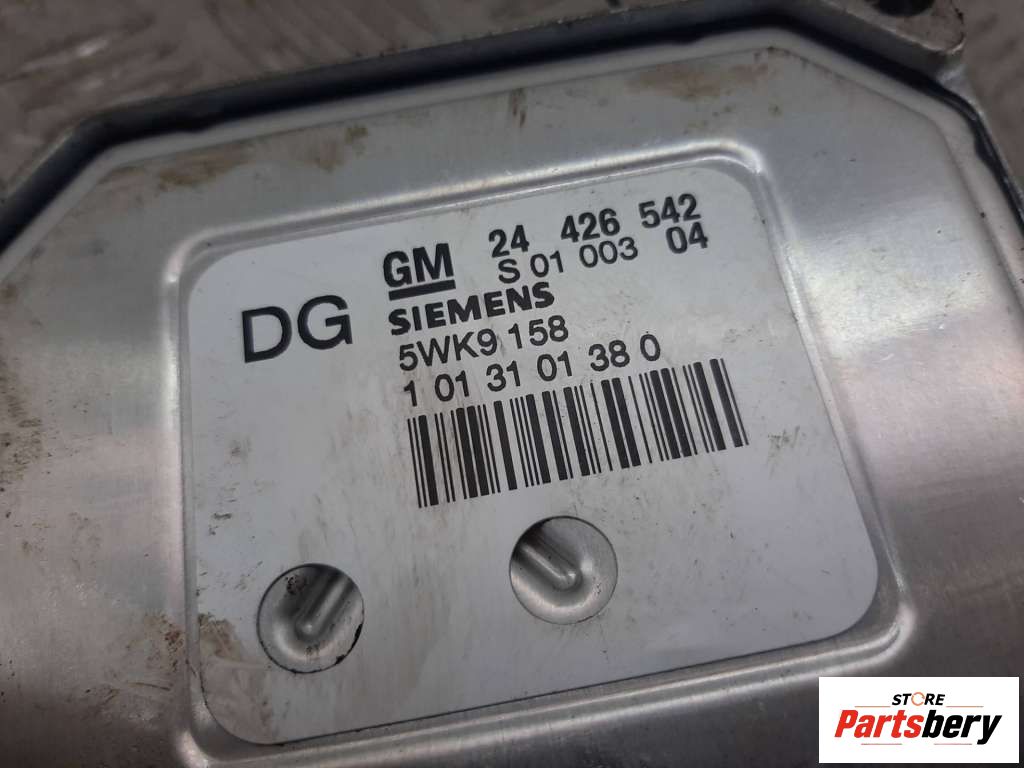 GM 24 426 542
S 01 003 04
DG
SIEMENS
5WK9 158
1 01 31 01 38 0
STORE
Partsbery